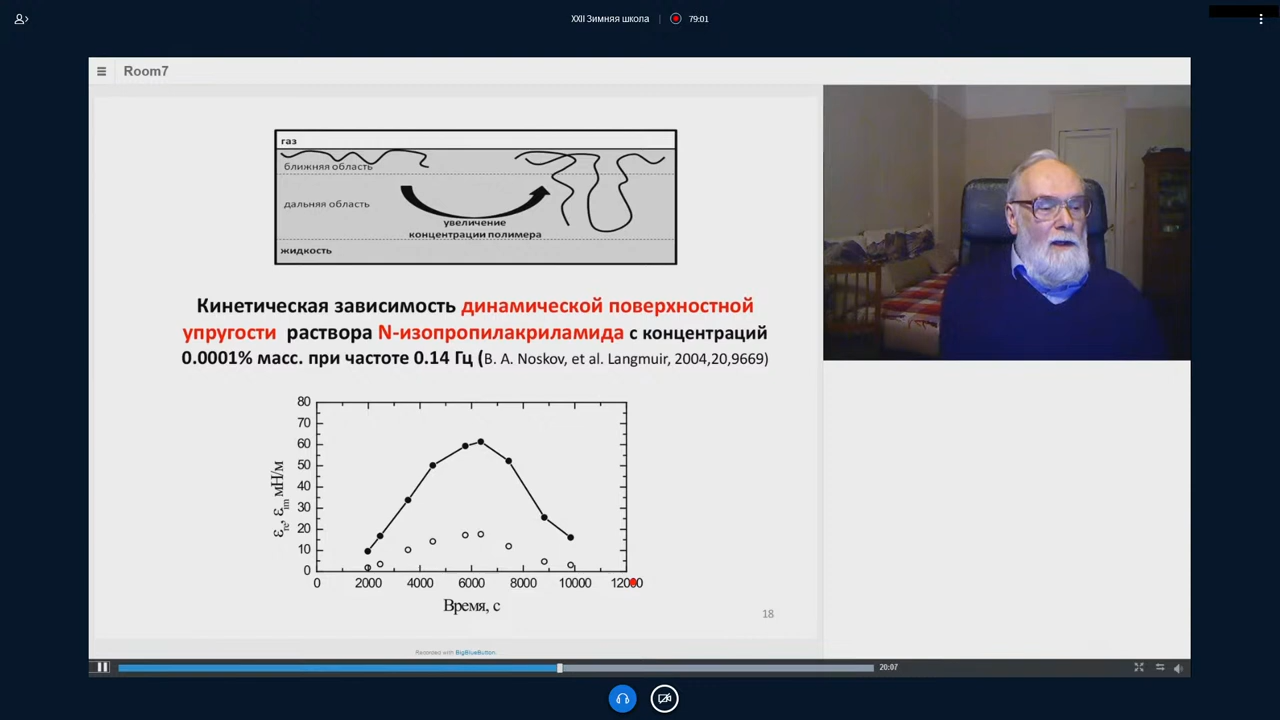 XXII Зимняя школа
79:01
Room7
газ
ближняя область
дальняя область
увеличение
концентрации полимера
жидкость
Кинетическая зависимость динамической поверхностной
упругости раствора N-изопропилакриламида с концентраций
0.0001% масс. при частоте 0.14 Гц (B. A. Noskov, et al. Langmuir, 2004,20,9669)
80
70
60
50
40
30
20
10
0
ε re, ε im мН/м
0 2000 4000 6000 8000 10000 12000
Время, с
18
Recorded with BigBlueButton.
20:07